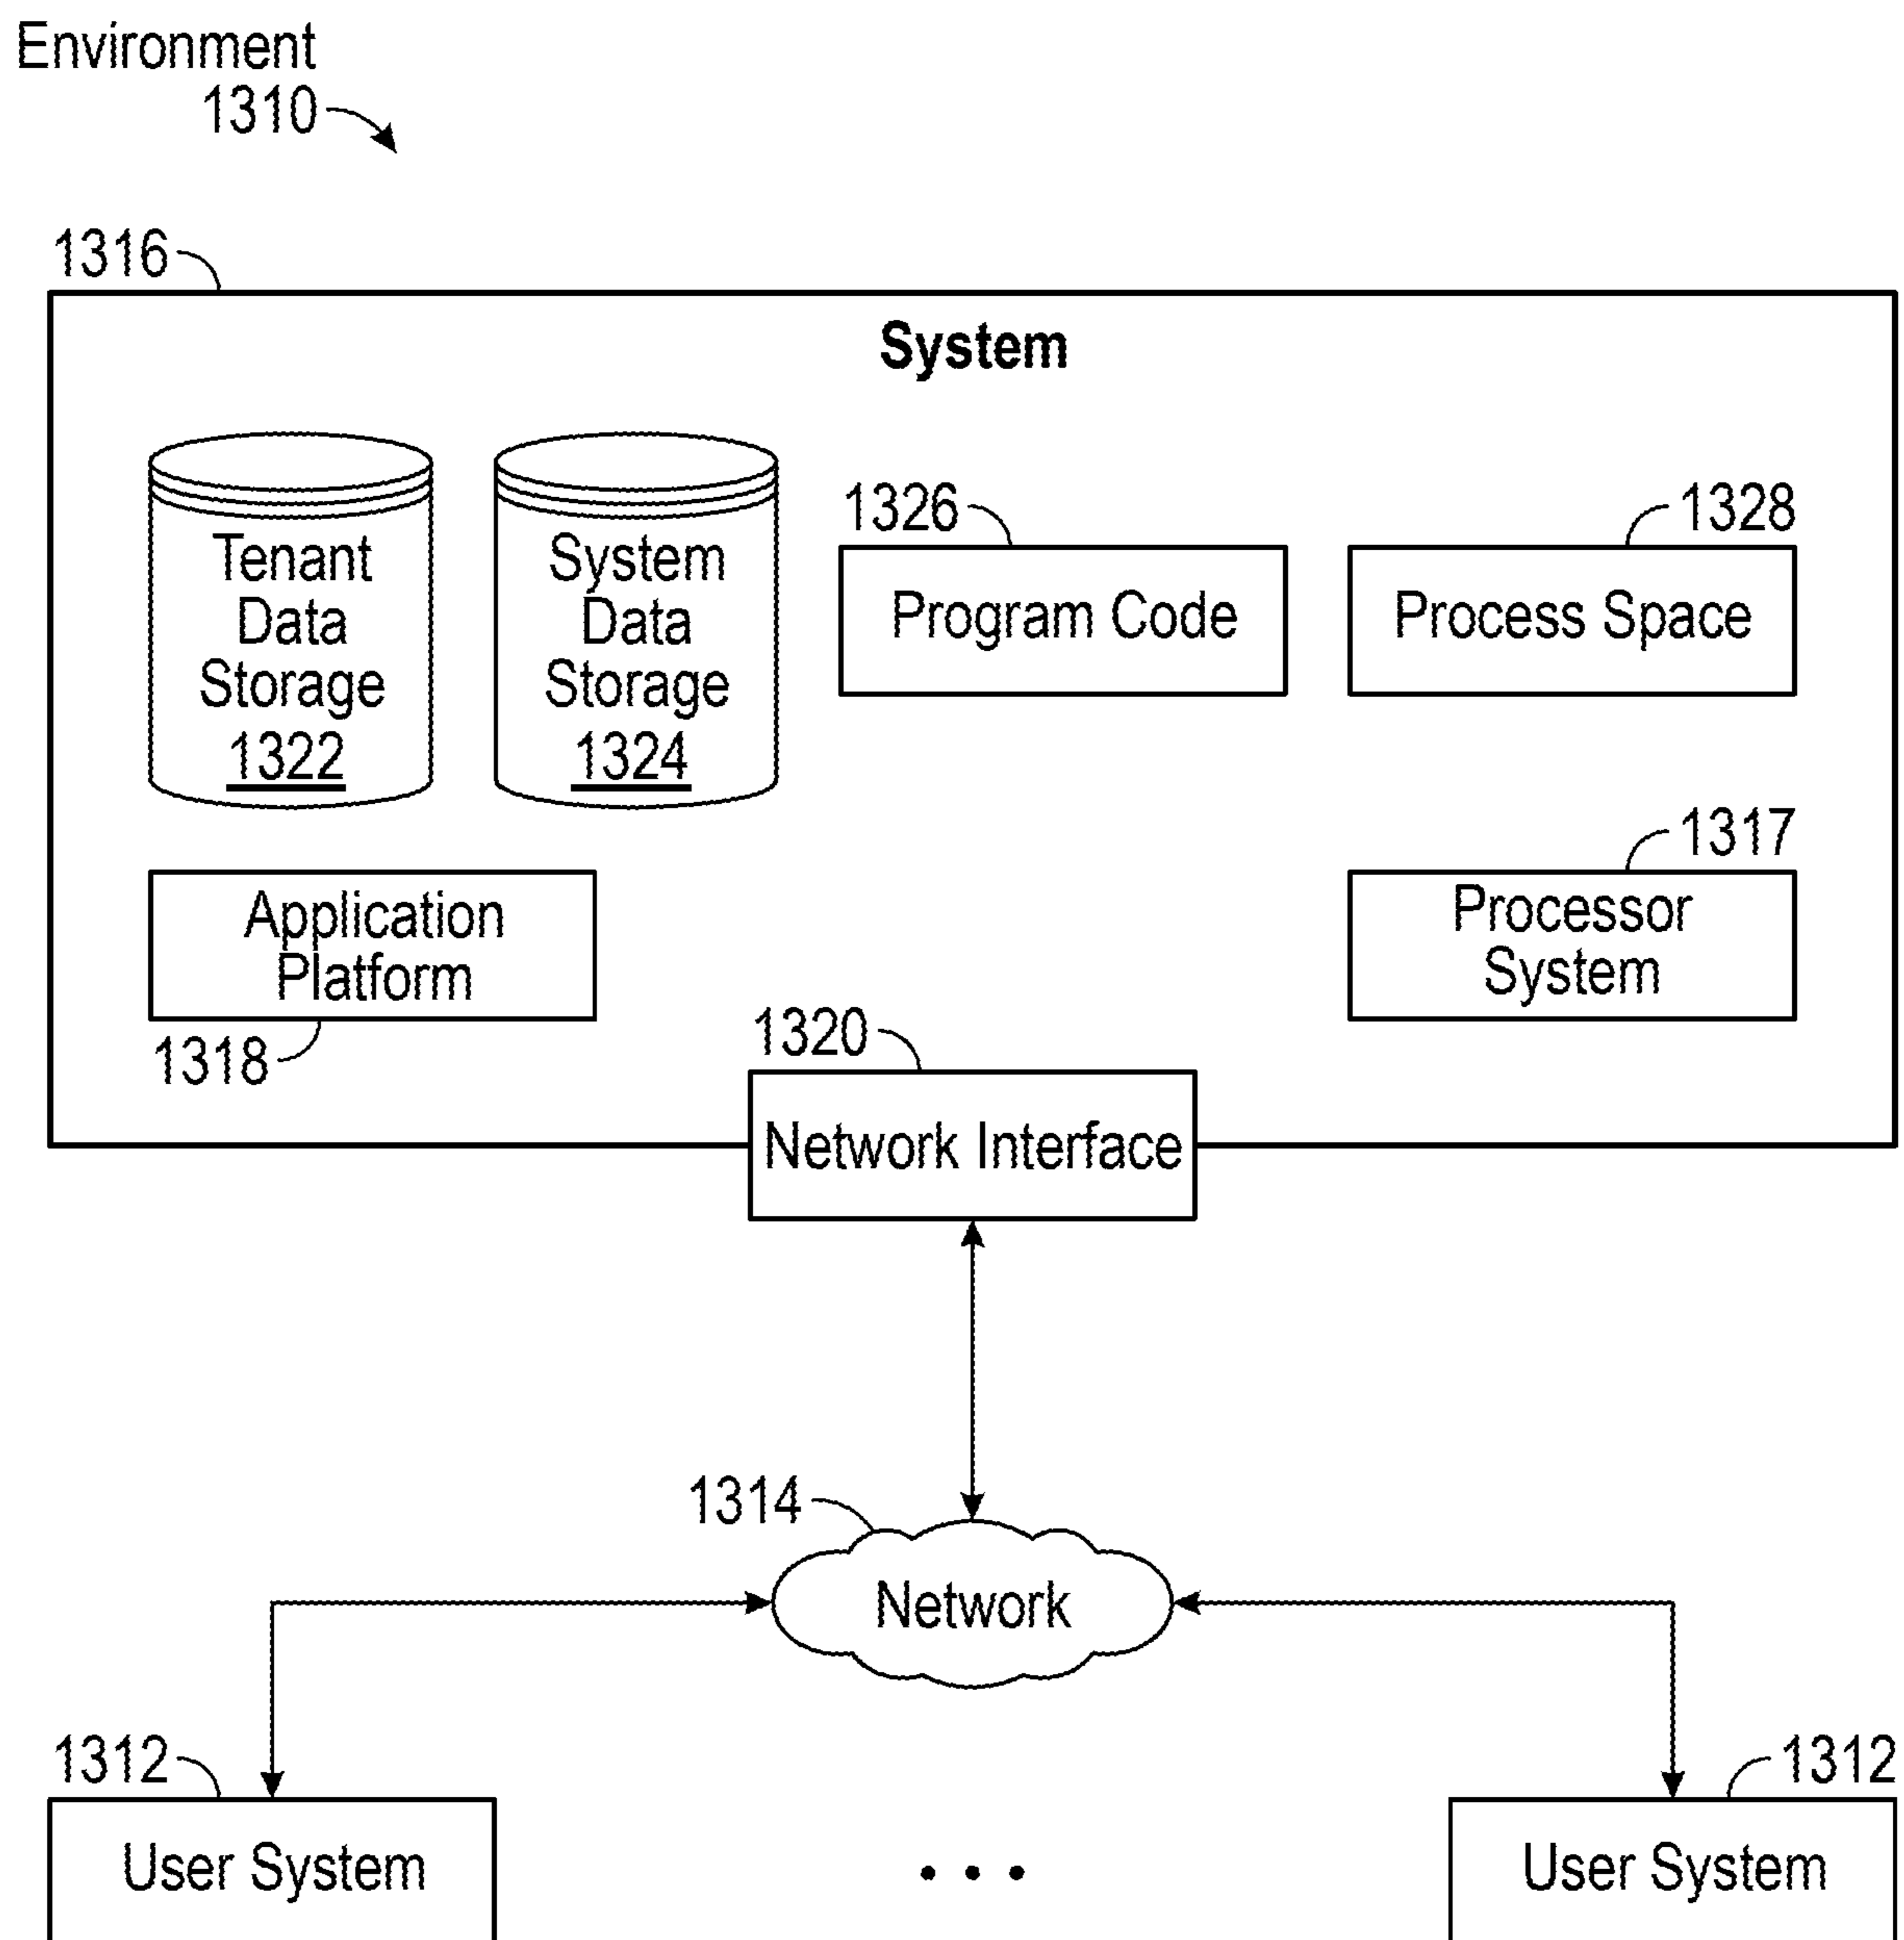 Environment
1310
1316
System
Tenant
Data
Storage
1322
System
Data
Storage
1324
1326
Program Code
1328
Process Space
1317
Processor
System
Application
Platform
1318
1320
Network Interface
1314
Network
1312
User System
. . .
1312
User System